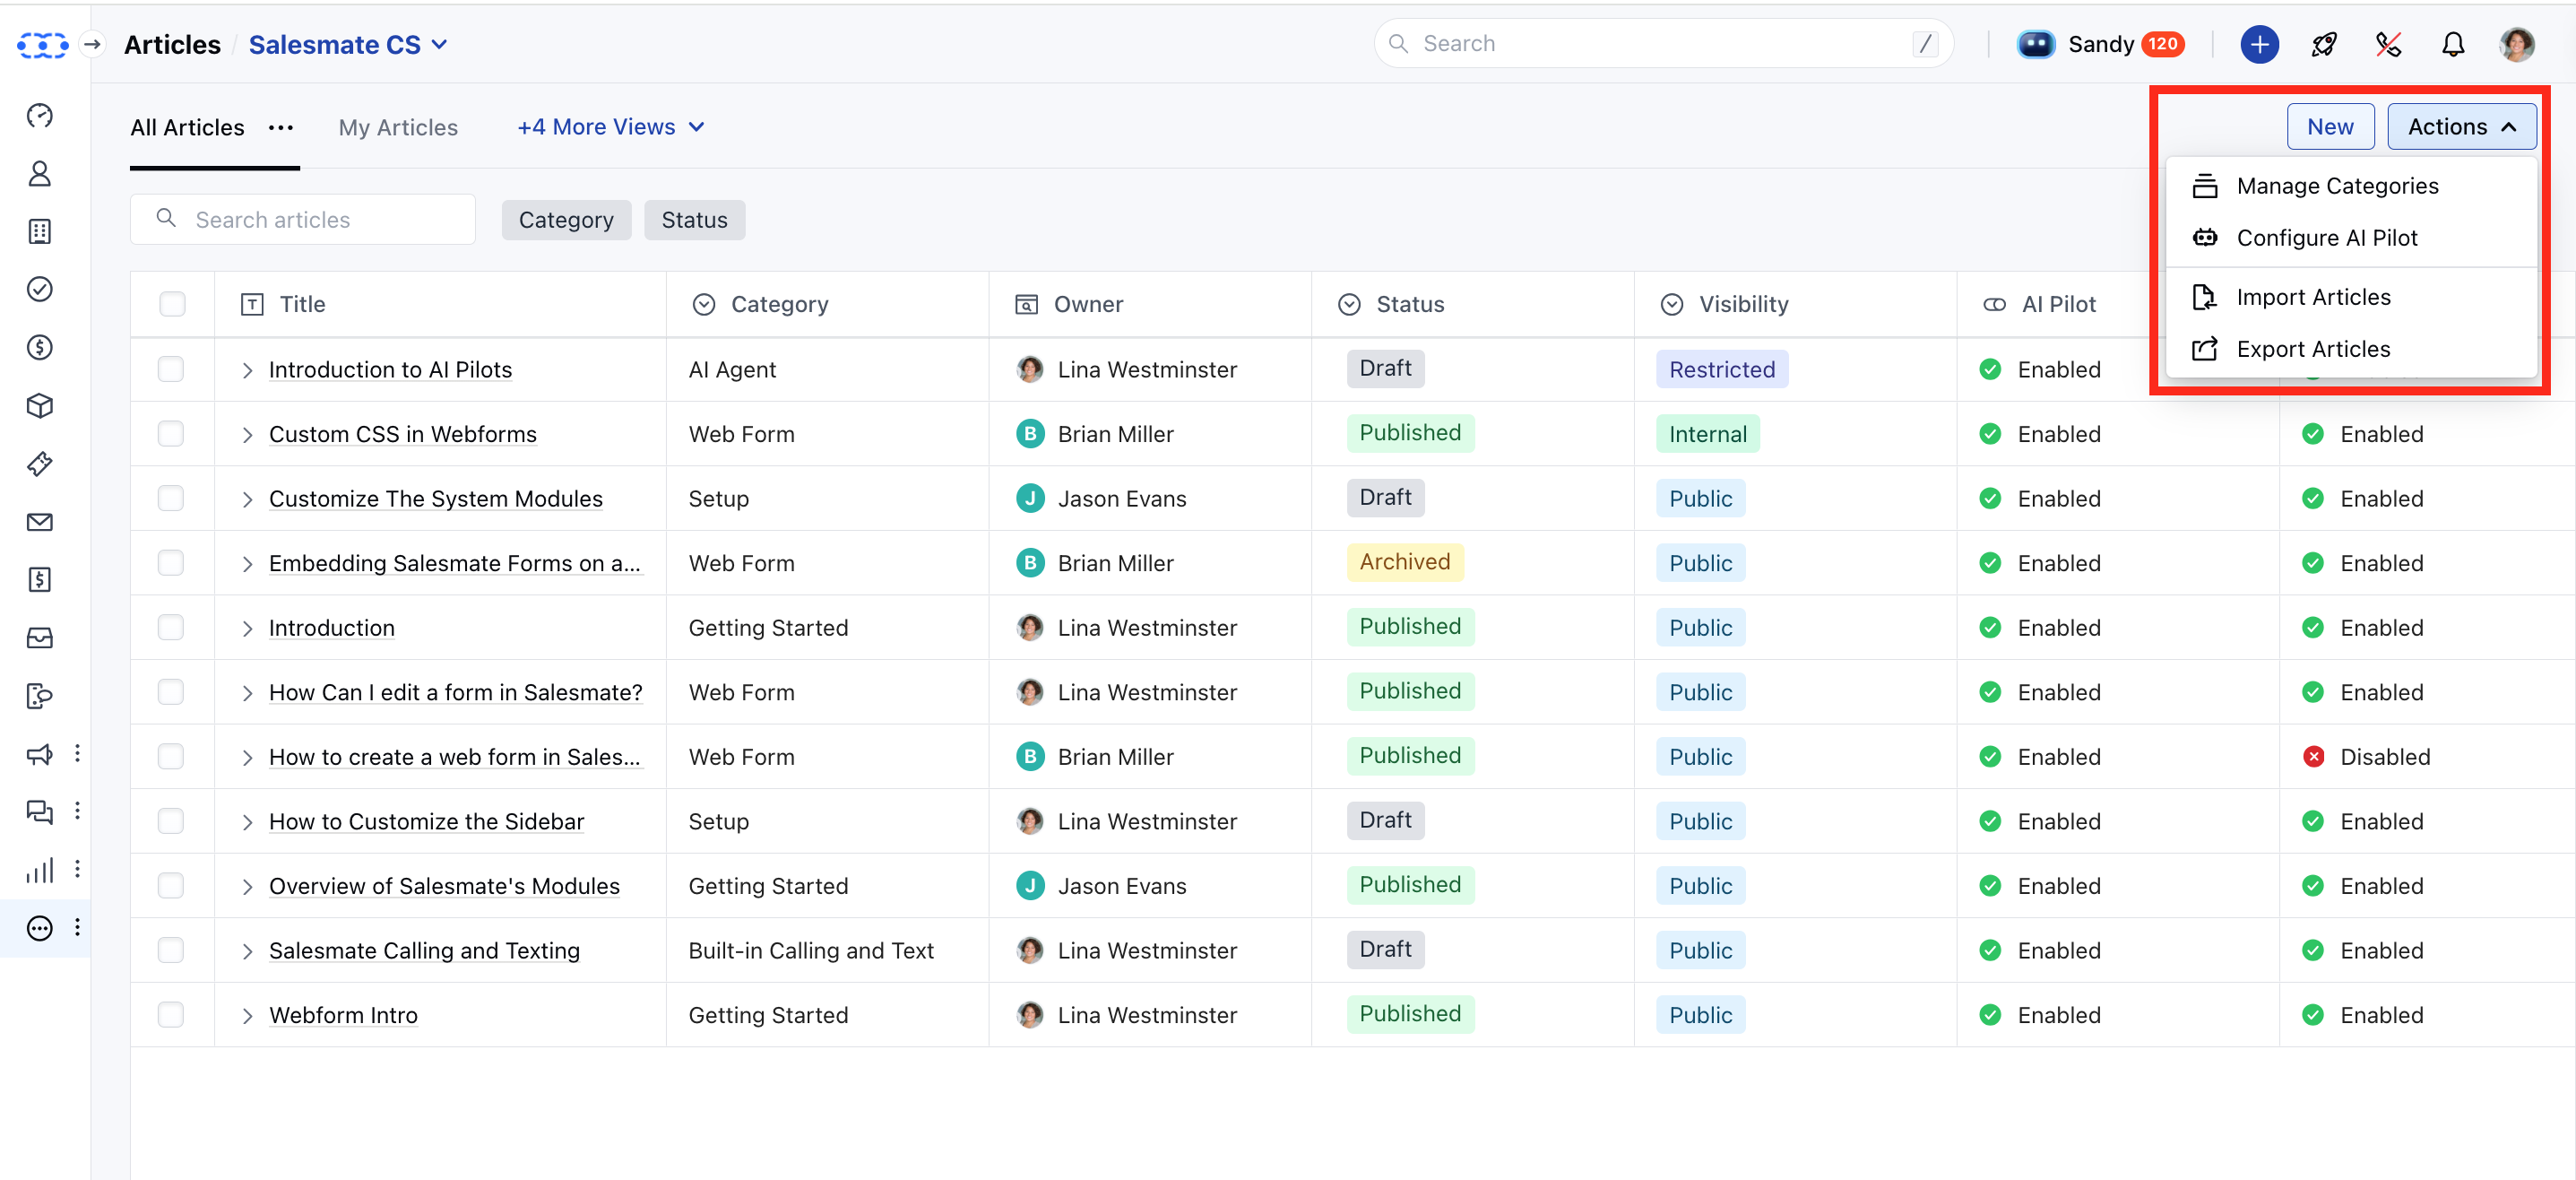 Articles / Salesmate CS
Search /
Sandy 120
All Articles ••• My Articles +4 More Views
New Actions
Manage Categories
Configure AI Pilot
Import Articles
Export Articles
Search articles Category Status
Title Category Owner Status Visibility AI Pilot
Introduction to AI Pilots AI Agent Lina Westminster Draft Restricted Enabled
Custom CSS in Webforms Web Form B Brian Miller Published Internal Enabled Enabled
Customize The System Modules Setup J Jason Evans Draft Public Enabled Enabled
Embedding Salesmate Forms on a... Web Form B Brian Miller Archived Public Enabled Enabled
Introduction Getting Started Lina Westminster Published Public Enabled Enabled
How Can I edit a form in Salesmate? Web Form Lina Westminster Published Public Enabled Enabled
How to create a web form in Sales... Web Form B Brian Miller Published Public Enabled Disabled
How to Customize the Sidebar Setup Lina Westminster Draft Public Enabled Enabled
Overview of Salesmate's Modules Getting Started J Jason Evans Published Public Enabled Enabled
Salesmate Calling and Texting Built-in Calling and Text Lina Westminster Draft Public Enabled Enabled
Webform Intro Getting Started Lina Westminster Published Public Enabled Enabled